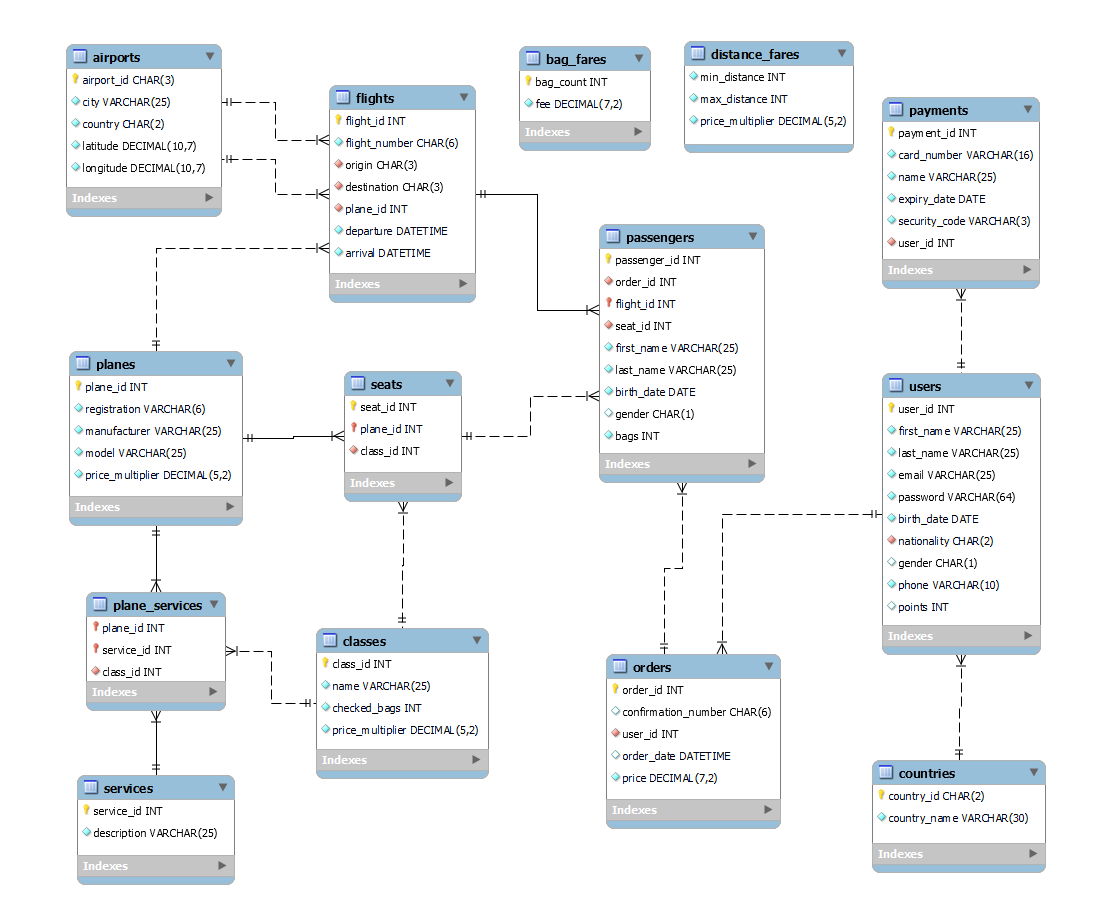 airports
airport_id CHAR(3)
city VARCHAR(25)
country CHAR(2)
latitude DECIMAL(10,7)
longitude DECIMAL(10,7)
Indexes
flights
flight_id INT
flight_number CHAR(6)
origin CHAR(3)
destination CHAR(3)
plane_id INT
departure DATETIME
arrival DATETIME
Indexes
bag_fares
bag_count INT
fee DECIMAL(7,2)
Indexes
distance_fares
min_distance INT
max_distance INT
price_multiplier DECIMAL(5,2)
payments
payment_id INT
card_number VARCHAR(16)
name VARCHAR(25)
expiry_date DATE
security_code VARCHAR(3)
user_id INT
Indexes
passengers
passenger_id INT
order_id INT
flight_id INT
seat_id INT
first_name VARCHAR(25)
last_name VARCHAR(25)
birth_date DATE
gender CHAR(1)
bags INT
Indexes
planes
plane_id INT
registration VARCHAR(6)
manufacturer VARCHAR(25)
model VARCHAR(25)
price_multiplier DECIMAL(5,2)
Indexes
seats
seat_id INT
plane_id INT
class_id INT
Indexes
users
user_id INT
first_name VARCHAR(25)
last_name VARCHAR(25)
email VARCHAR(25)
password VARCHAR(64)
birth_date DATE
nationality CHAR(2)
gender CHAR(1)
phone VARCHAR(10)
points INT
Indexes
plane_services
plane_id INT
service_id INT
class_id INT
Indexes
classes
class_id INT
name VARCHAR(25)
checked_bags INT
price_multiplier DECIMAL(5,2)
Indexes
orders
order_id INT
confirmation_number CHAR(6)
user_id INT
order_date DATETIME
price DECIMAL(7,2)
Indexes
services
service_id INT
description VARCHAR(25)
Indexes
countries
country_id CHAR(2)
country_name VARCHAR(30)
Indexes